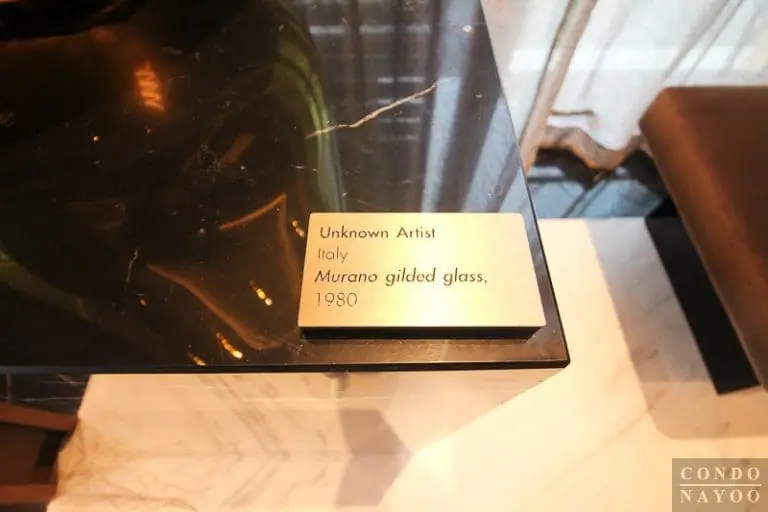 Unknown Artist
Italy
Murano gilded glass,
1980
CONDO
NAYOO